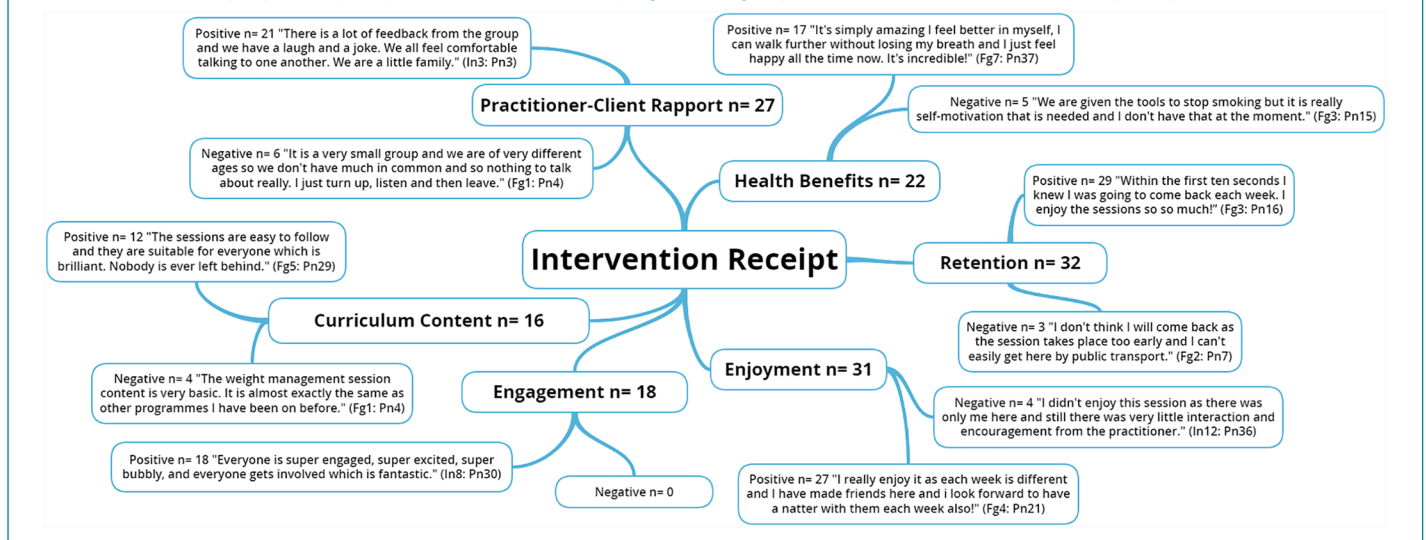 Positive n= 21 "There is a lot of feedback from the group
and we have a laugh and a joke. We all feel comfortable
talking to one another. We are a little family." (In3: Pn3)
Practitioner-Client Rapport n= 27
Negative n= 6 "It is a very small group and we are of very different
ages so we don't have much in common and so nothing to talk
about really. I just turn up, listen and then leave." (Fg1: Pn4)
Positive n= 17 "It's simply amazing I feel better in myself, I
can walk further without losing my breath and I just feel
happy all the time now. It's incredible!" (Fg7: Pn37)
Negative n= 5 "We are given the tools to stop smoking but it is really
self-motivation that is needed and I don't have that at the moment." (Fg3: Pn15)
Health Benefits n= 22
Positive n= 29 "Within the first ten seconds I
knew I was going to come back each week. I
enjoy the sessions so so much!” (Fg3: Pn16)
Intervention Receipt
Retention n= 32
Negative n= 3 "I don't think I will come back as
the session takes place too early and I can't
easily get here by public transport." (Fg2: Pn7)
Positive n= 12 "The sessions are easy to follow
and they are suitable for everyone which is
brilliant. Nobody is ever left behind." (Fg5: Pn29)
Curriculum Content n= 16
Negative n= 4 "The weight management session
content is very basic. It is almost exactly the same as
other programmes I have been on before." (Fg1: Pn4)
Engagement n= 18
Positive n= 18 "Everyone is super engaged, super excited, super
bubbly, and everyone gets involved which is fantastic." (In8: Pn30)
Negative n= 0
Enjoyment n= 31
Negative n= 4 "I didn't enjoy this session as there was
only me here and still there was very little interaction and
encouragement from the practitioner." (In12: Pn36)
Positive n= 27 "I really enjoy it as each week is different
and I have made friends here and i look forward to have
a natter with them each week also!" (Fg4: Pn21)